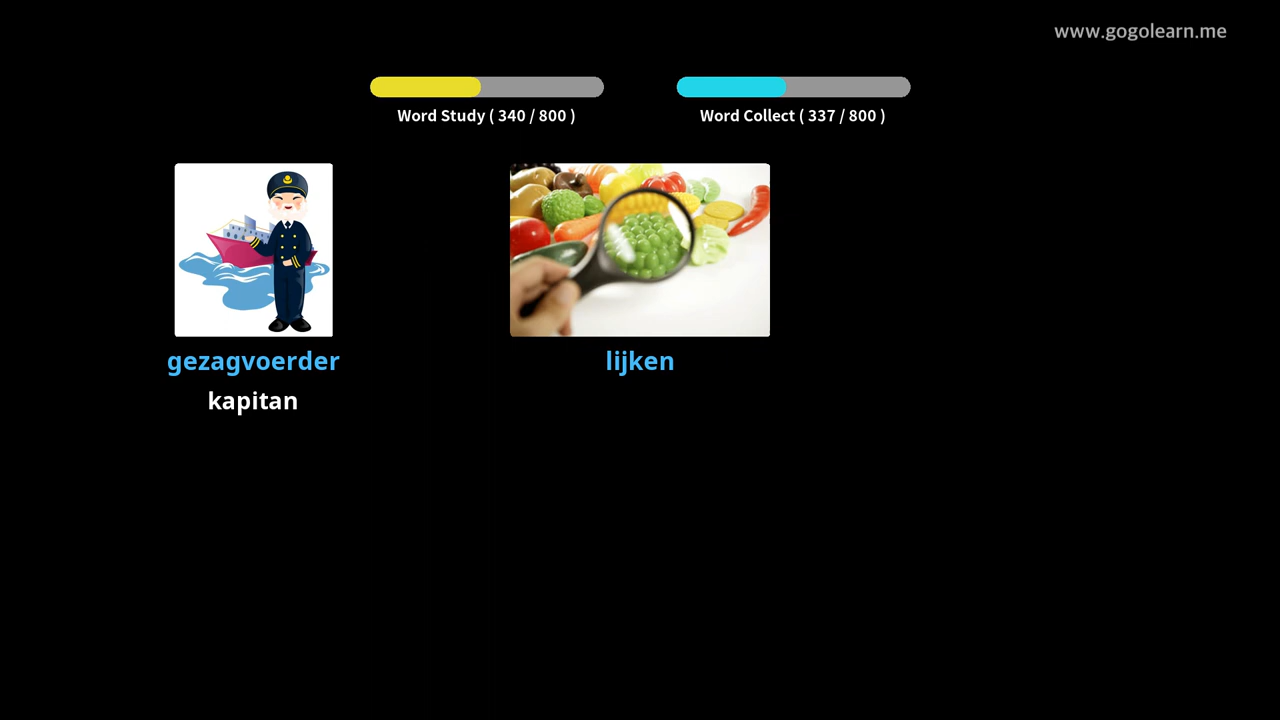 www.gogolearn.me
Word Study ( 340 / 800 )
Word Collect ( 337 / 800 )
gezagvoerder
lijken
kapitan